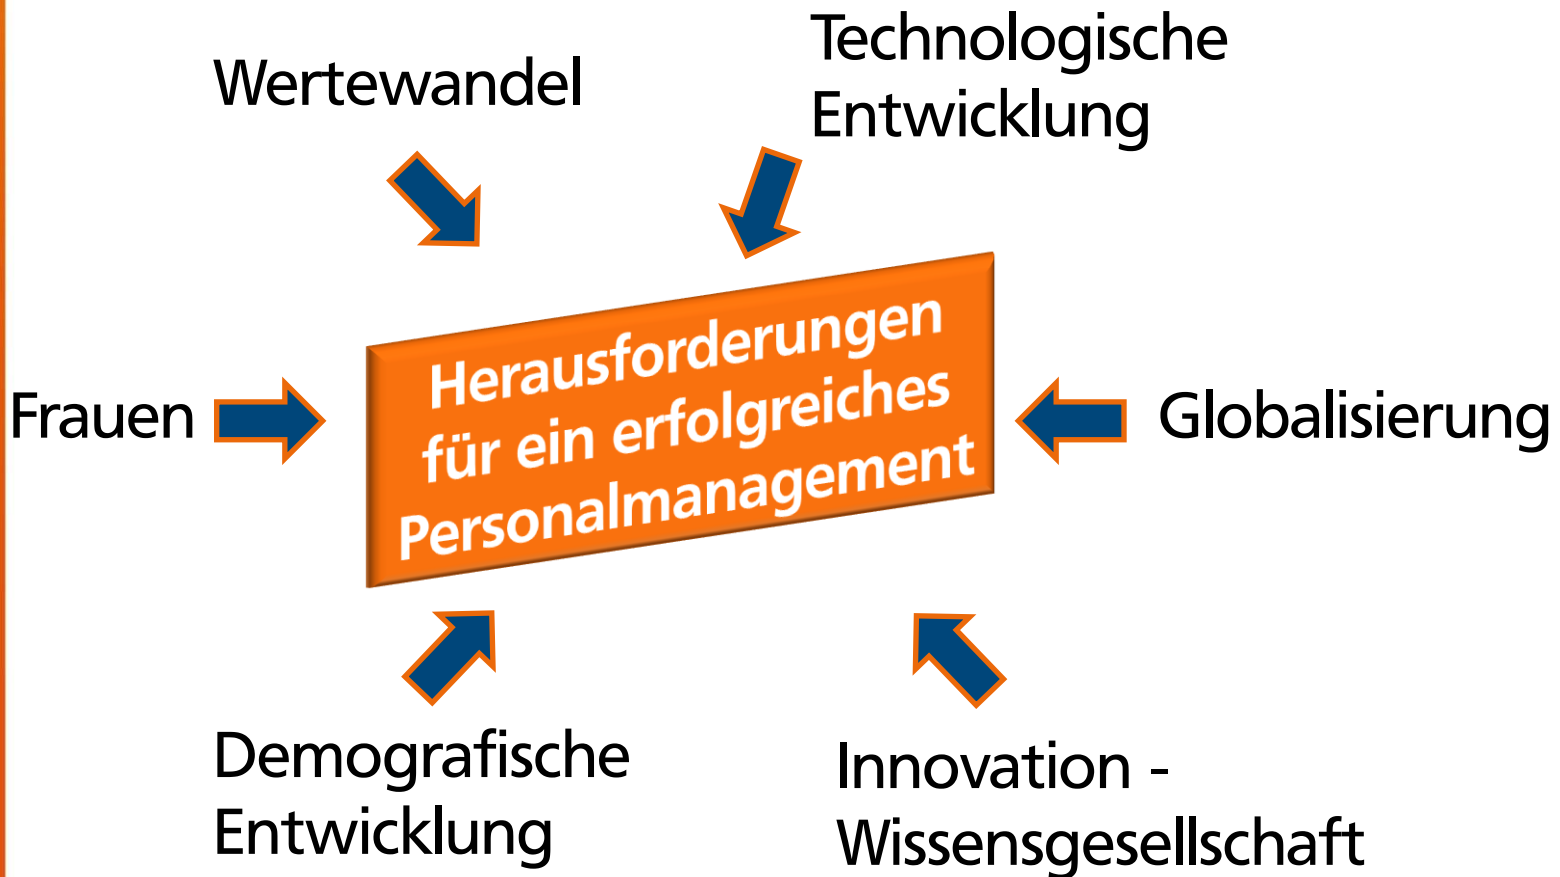 Wertewandel
Technologische
Entwicklung
Herausforderungen
für ein erfolgreiches
Personalmanagement
Frauen
Globalisierung
Demografische
Entwicklung
Innovation -
Wissensgesellschaft